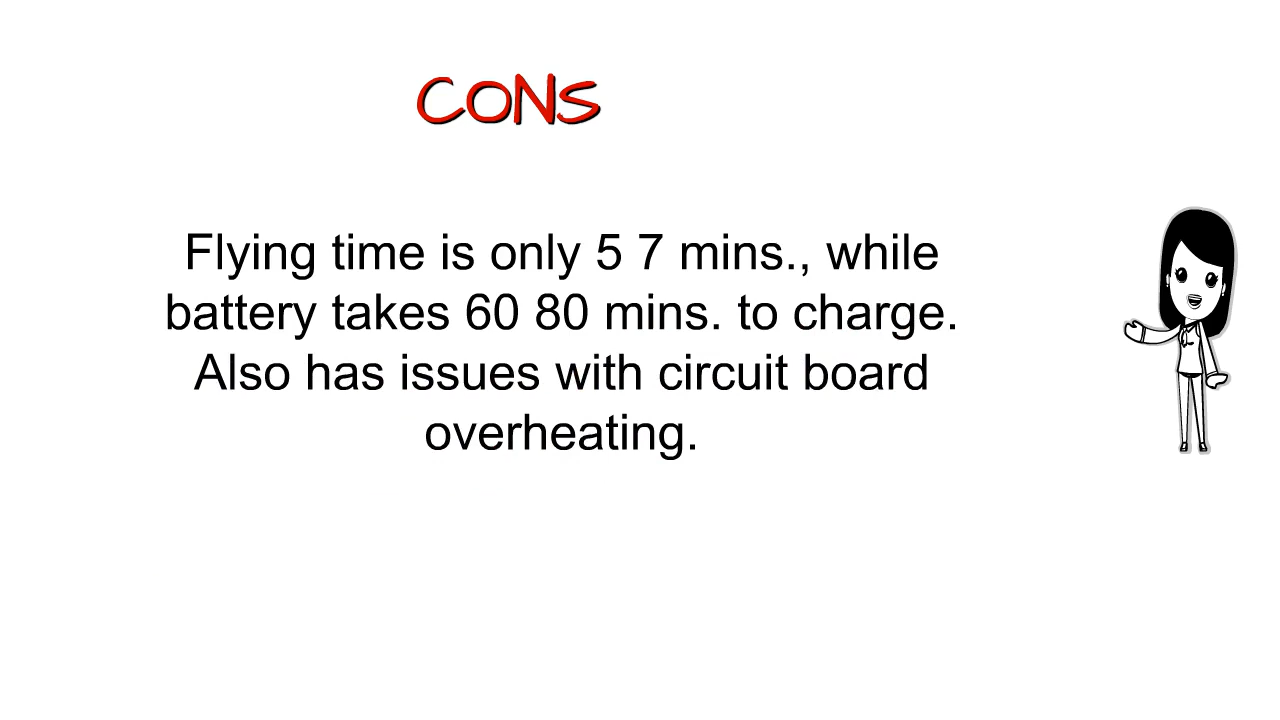 CONS
Flying time is only 5 7 mins., while
battery takes 60 80 mins. to charge.
Also has issues with circuit board
overheating.